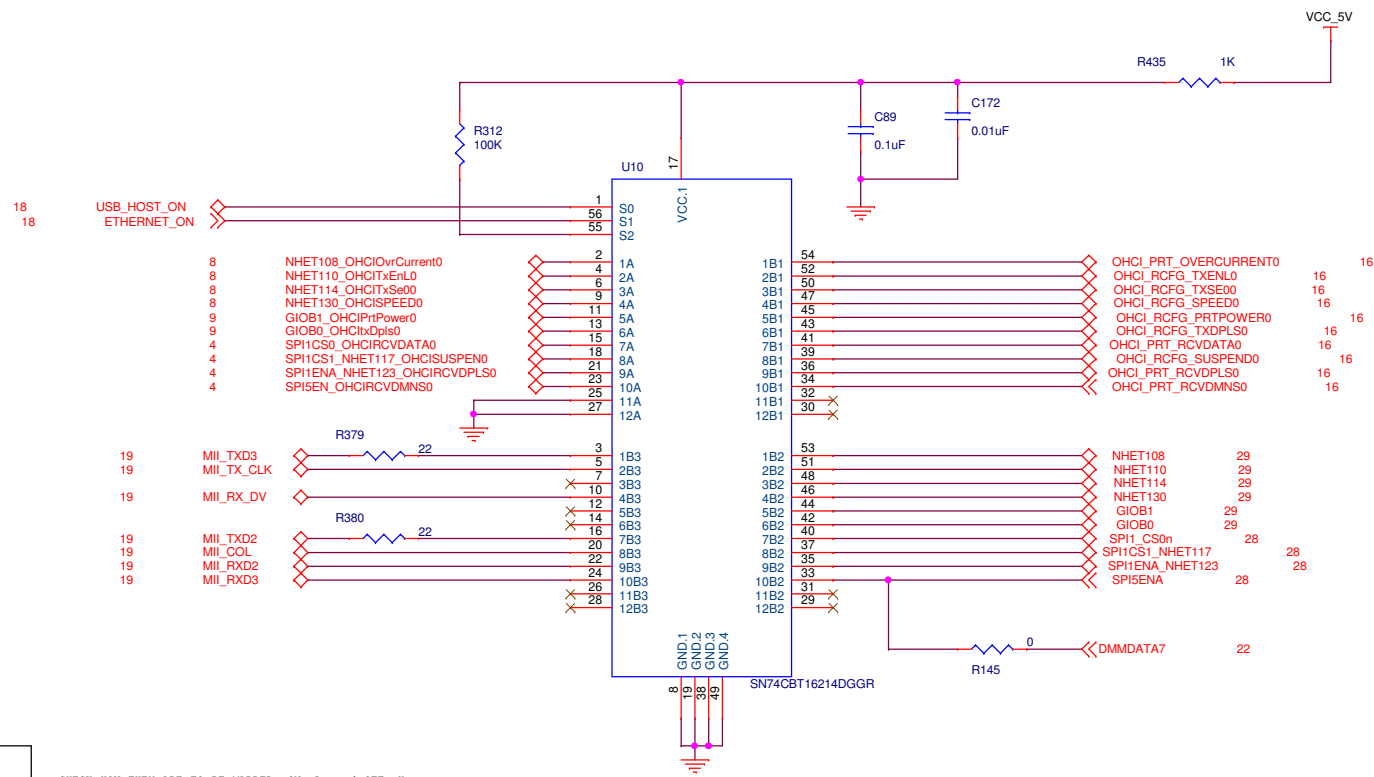 VCC_5V
R435 1K
C172
0.01uF
C89
0.1uF
R312
100K
U10
17
VCC.1
18 USB_HOST_ON 1 S0
18 ETHERNET_ON 56 S1
55 S2
8 NHET108_OHCIOvrCurrent0 2 1A 1B1 54 OHCI_PRT_OVERCURRENT0 16
8 NHET110_OHCITxEnL0 4 2A 2B1 52 OHCI_RCFG_TXENL0 16
8 NHET114_OHCITxSe00 6 3A 3B1 50 OHCI_RCFG_TXSE00 16
8 NHET130_OHCISPEED0 9 4A 4B1 47 OHCI_RCFG_SPEED0 16
9 GIOB1_OHCIPrtPower0 11 5A 5B1 45 OHCI_RCFG_PRTPOWER0 16
9 GIOB0_OHCItxDpls0 13 6A 6B1 43 OHCI_RCFG_TXDPLS0 16
4 SPI1CS0_OHCIRCVDATA0 15 7A 7B1 41 OHCI_PRT_RCVDATA0 16
4 SPI1CS1_NHET117_OHCISUSPEN0 18 8A 8B1 39 OHCI_RCFG_SUSPEND0 16
4 SPI1ENA_NHET123_OHCIRCVDPLS0 21 9A 9B1 36 OHCI_PRT_RCVDPLS0 16
4 SPI5EN_OHCIRCVDMNS0 23 10A 10B1 34 OHCI_PRT_RCVDMNS0 16
25 11A 11B1 32
27 12A 12B1 30
R379
22
19 MII_TXD3 3 1B3 1B2 53 NHET108 29
19 MII_TX_CLK 5 2B3 2B2 51 NHET110 29
7 3B3 3B2 48 NHET114 29
19 MII_RX_DV 10 4B3 4B2 46 NHET130 29
12 5B3 5B2 44 GIOB1 29
R380
14 6B3 6B2 42 GIOB0 29
22
19 MII_TXD2 16 7B3 7B2 40 SPI1_CS0n 28
19 MII_COL 20 8B3 8B2 37 SPI1CS1_NHET117 28
19 MII_RXD2 22 9B3 9B2 35 SPI1ENA_NHET123 28
19 MII_RXD3 24 10B3 10B2 33 SPI5ENA 28
26 11B3 11B2 31
28 12B3 12B2 29
R145 0 DMMDATA7 22
GND.1 GND.2 GND.3 GND.4
8 19 38 49
SN74CBT16214DGGR